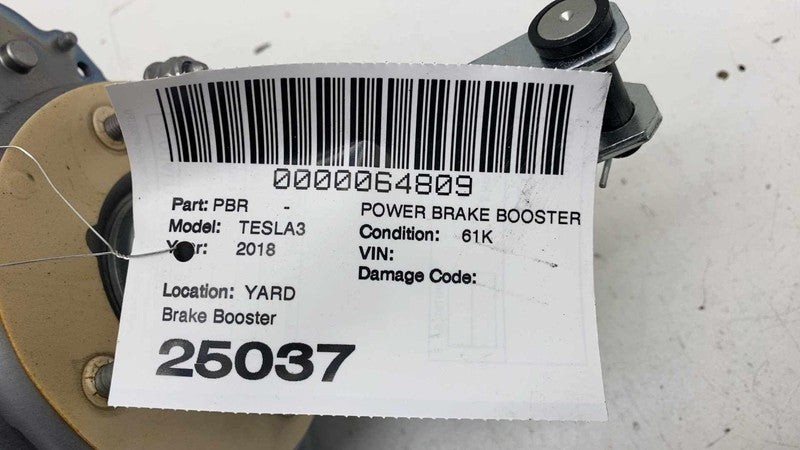 0000064809
Part: PBR - POWER BRAKE BOOSTER
Model: TESLA3 Condition: 61K
2018 VIN:
Damage Code:
Location: YARD
Brake Booster
25037